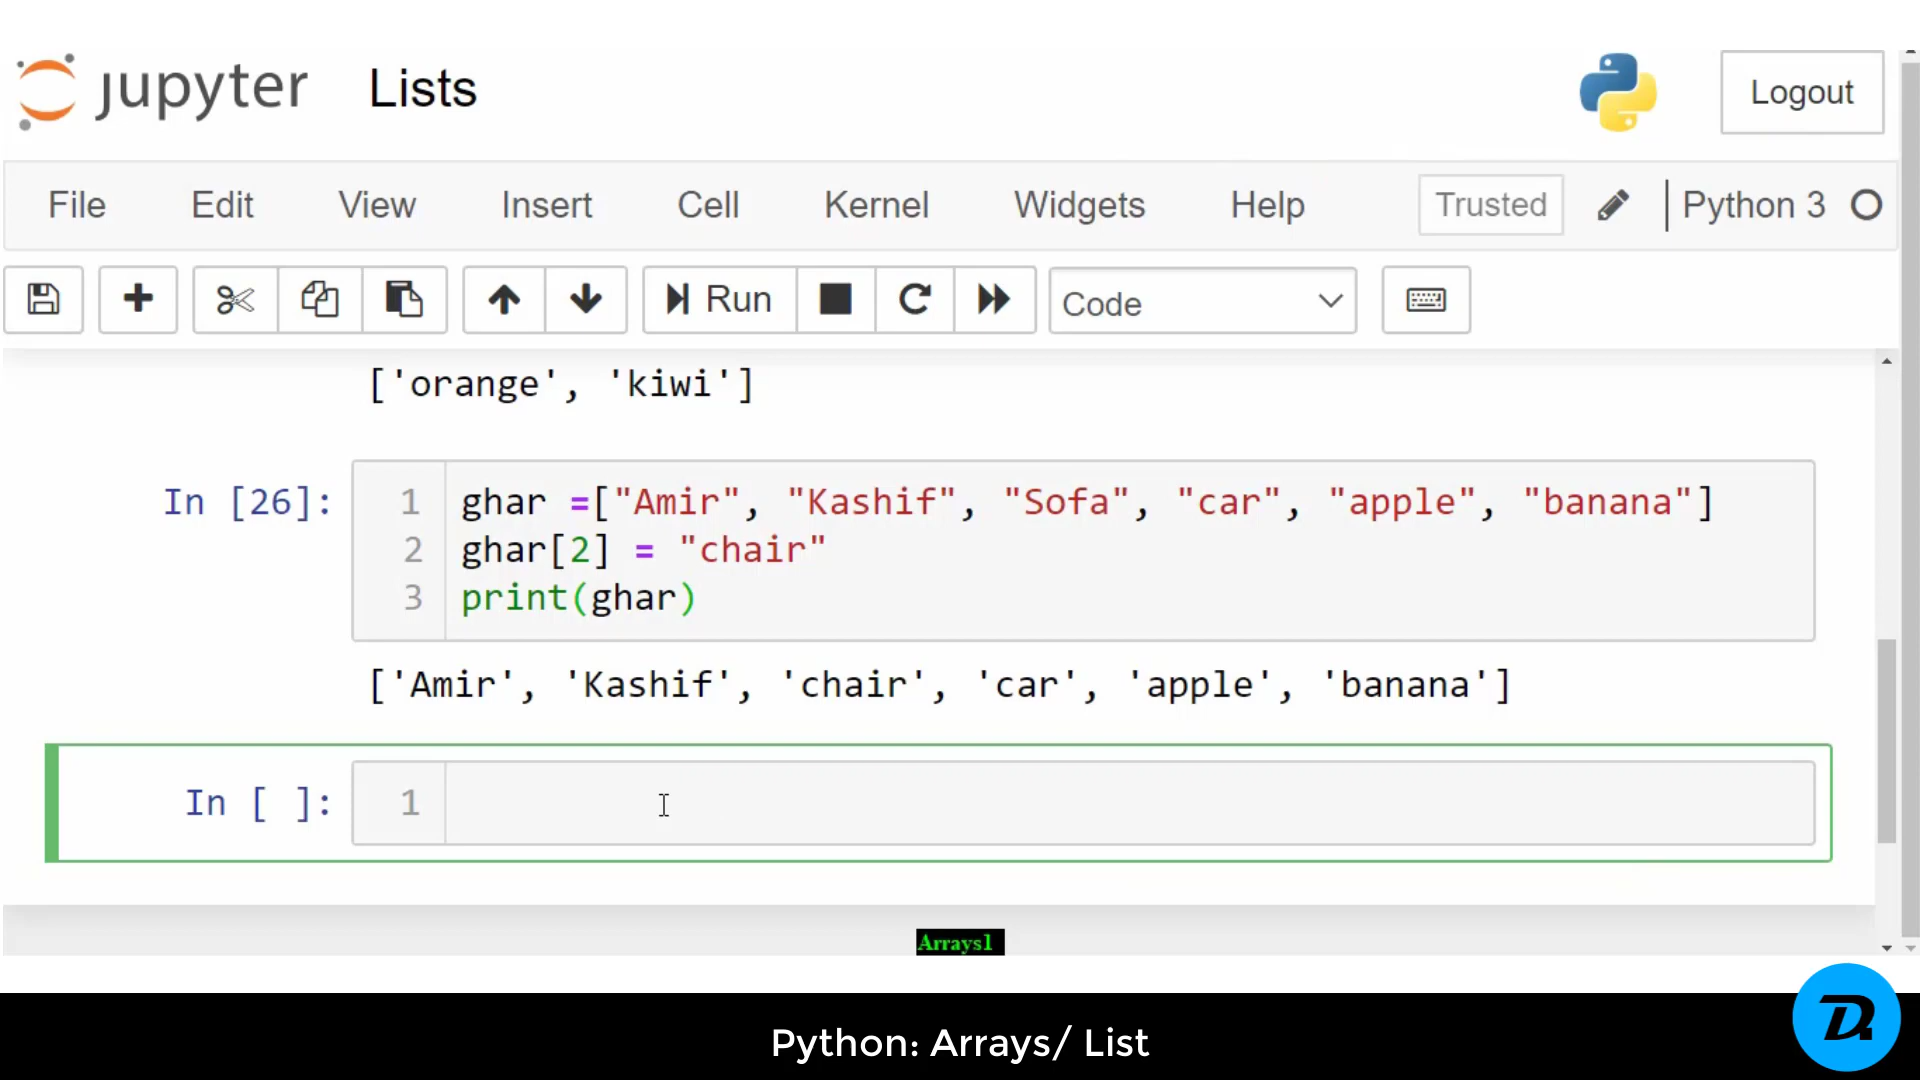 jupyter Lists Logout
File Edit View Insert Cell Kernel Widgets Help Trusted Python 3
Run Code
['orange', 'kiwi']
In [26]: 1 ghar =["Amir", "Kashif", "Sofa", "car", "apple", "banana"]
2 ghar[2] = "chair"
3 print(ghar)
['Amir', 'Kashif', 'chair', 'car', 'apple', 'banana']
In [ ]: 1
Arrays1
Python: Arrays/ List